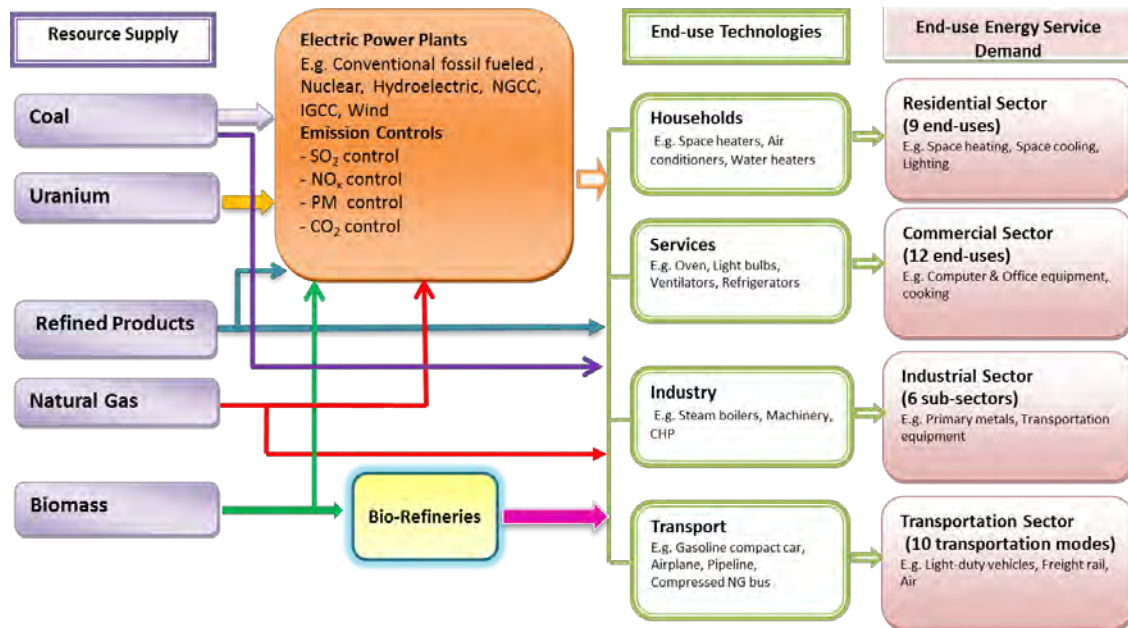 Resource Supply
Coal
Uranium
Refined Products
Natural Gas
Biomass
Electric Power Plants
E.g. Conventional fossil fueled ,
Nuclear, Hydroelectric, NGCC,
IGCC, Wind
Emission Controls
- SO₂ control
- NOₓ control
- PM control
- CO₂ control
Bio-Refineries
End-use Technologies
Households
E.g. Space heaters, Air
conditioners, Water heaters
Services
E.g. Oven, Light bulbs,
Ventilators, Refrigerators
Industry
E.g. Steam boilers, Machinery,
CHP
Transport
E.g. Gasoline compact car,
Airplane, Pipeline,
Compressed NG bus
End-use Energy Service
Demand
Residential Sector
(9 end-uses)
E.g. Space heating, Space cooling,
Lighting
Commercial Sector
(12 end-uses)
E.g. Computer & Office equipment,
cooking
Industrial Sector
(6 sub-sectors)
E.g. Primary metals, Transportation
equipment
Transportation Sector
(10 transportation modes)
E.g. Light-duty vehicles, Freight rail,
Air